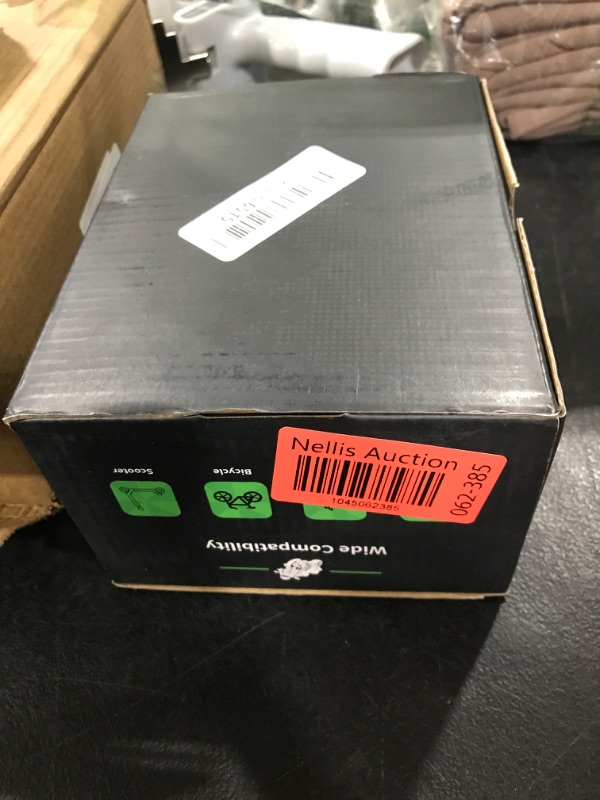 Nellis Auction
1045062385
062-385
Wide Compatibility
Bicycle
Scooter